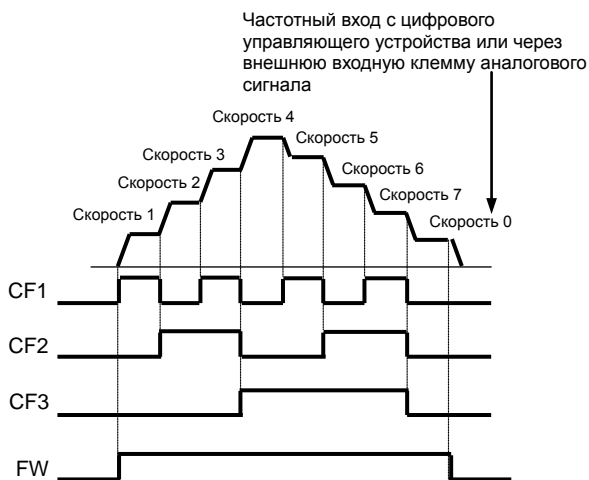 Частотный вход с цифрового
управляющего устройства или через
внешнюю входную клемму аналогового
сигнала
Скорость 4
Скорость 5
Скорость 3
Скорость 6
Скорость 2
Скорость 7
Скорость 1
Скорость 0
CF1
CF2
CF3
FW